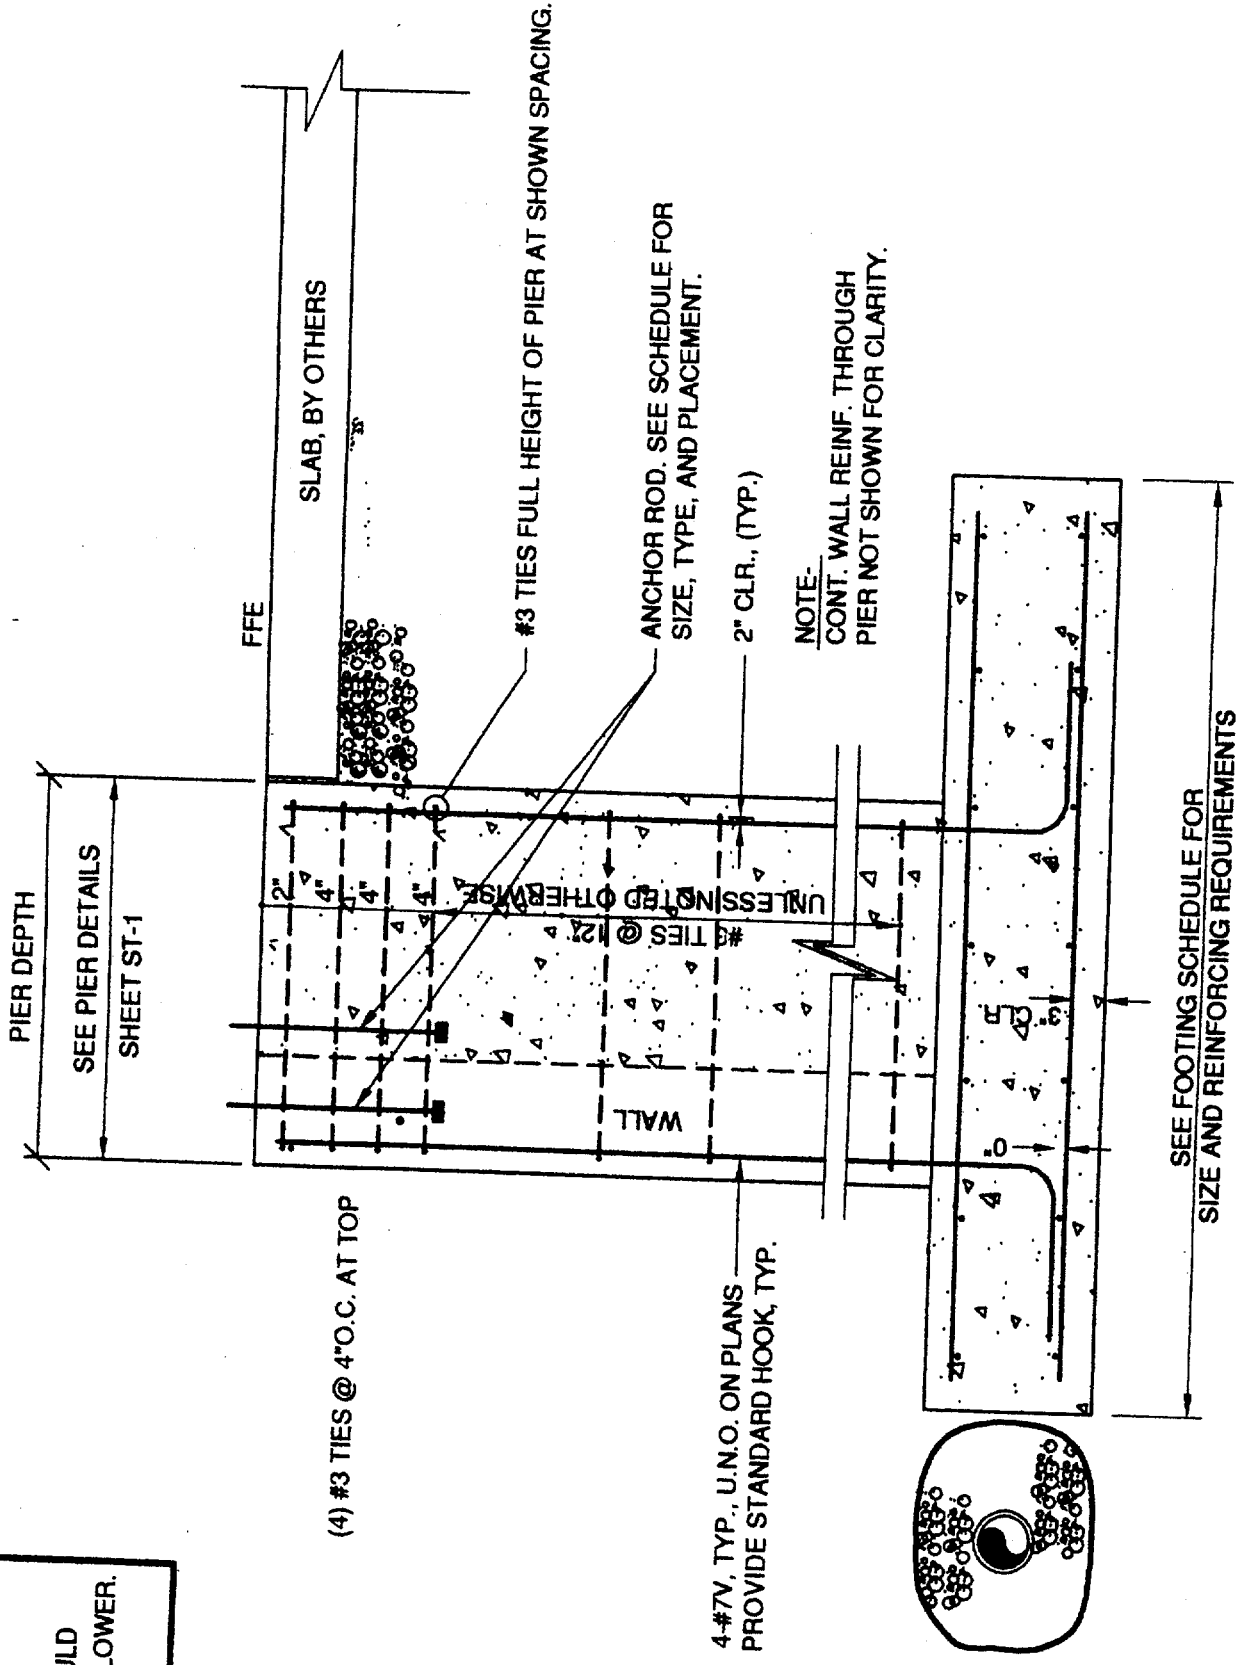 PIER DEPTH
SEE PIER DETAILS
SHEET ST-1
FFE
SLAB, BY OTHERS
#3 TIES FULL HEIGHT OF PIER AT SHOWN SPACING.
ANCHOR ROD. SEE SCHEDULE FOR
SIZE, TYPE, AND PLACEMENT.
2" CLR., (TYP.)
NOTE-
CONT. WALL REINF. THROUGH
PIER NOT SHOWN FOR CLARITY.
2"
4"
4"
4"
UNLESS NOTED OTHERWISE
TIES @ 12"
WALL
3" CLR.
0"
(4) #3 TIES @ 4"O.C. AT TOP
4-#7V, TYP., U.N.O. ON PLANS
PROVIDE STANDARD HOOK, TYP.
SEE FOOTING SCHEDULE FOR
SIZE AND REINFORCING REQUIREMENTS
LOWER.